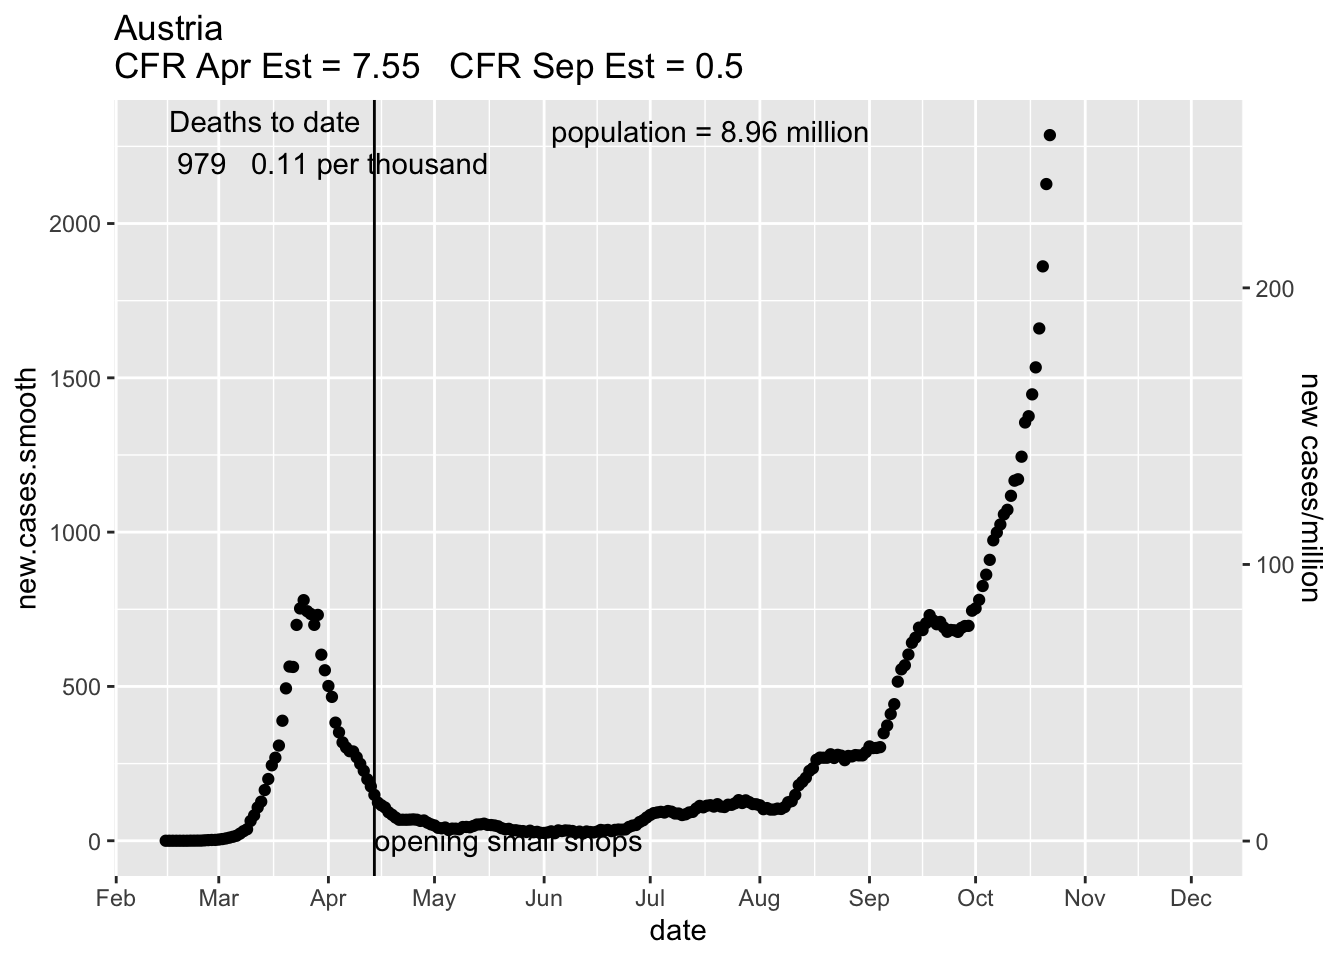 Austria
CFR Apr Est = 7.55   CFR Sep Est = 0.5
Deaths to date
population = 8.96 million
979   0.11 per thousand
2000
1500
1000
500
0
new.cases.smooth
200
100
0
new cases/million
opening small shops
Feb Mar Apr May Jun Jul Aug Sep Oct Nov Dec
date